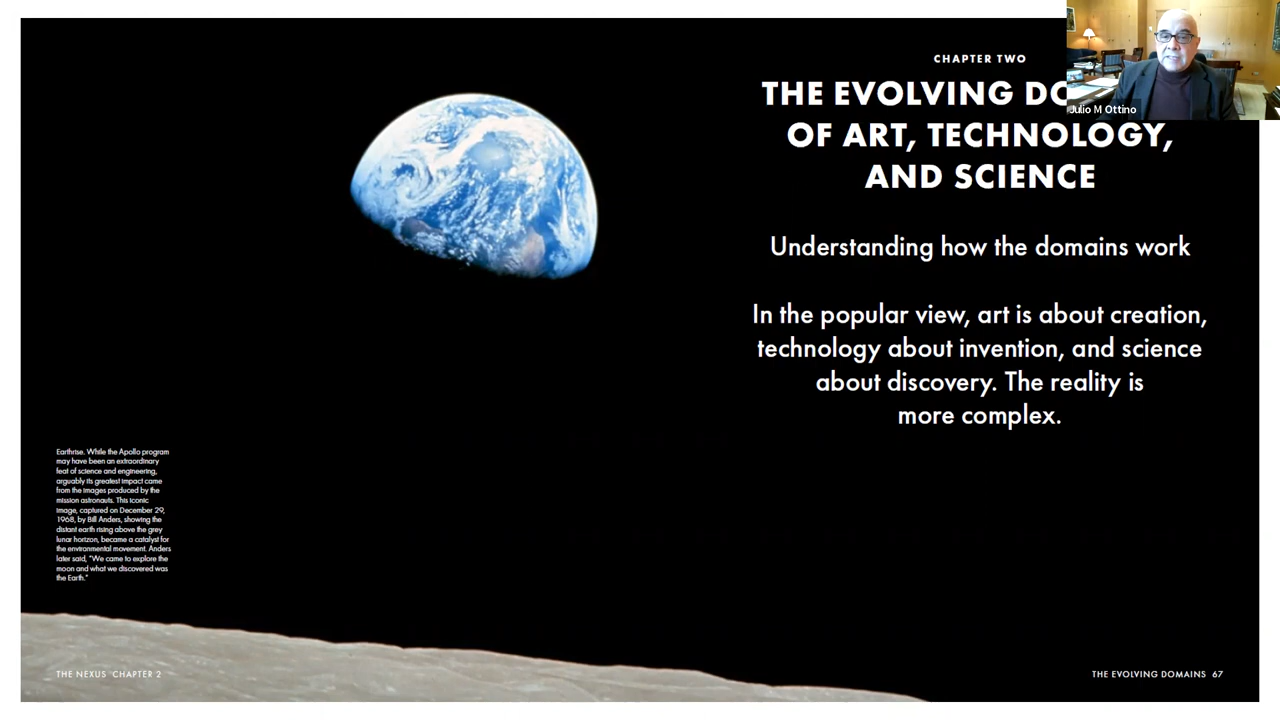 CHAPTER TWO
THE EVOLVING DO
OF ART, TECHNOLOGY,
AND SCIENCE
Understanding how the domains work
In the popular view, art is about creation,
technology about invention, and science
about discovery. The reality is
more complex.
Julio M Ottino
Earthrise. While the Apollo program
may have been an extraordinary
feat of science and engineering,
arguably its greatest impact came
from the images produced by the
mission astronauts. This iconic
image, captured on December 29,
1968, by Bill Anders, showing the
distant earth rising above the grey
lunar horizon, became a catalyst for
the environmental movement. Anders
later said, "We came to explore the
moon and what we discovered was
the Earth."
THE NEXUS CHAPTER 2
THE EVOLVING DOMAINS 67